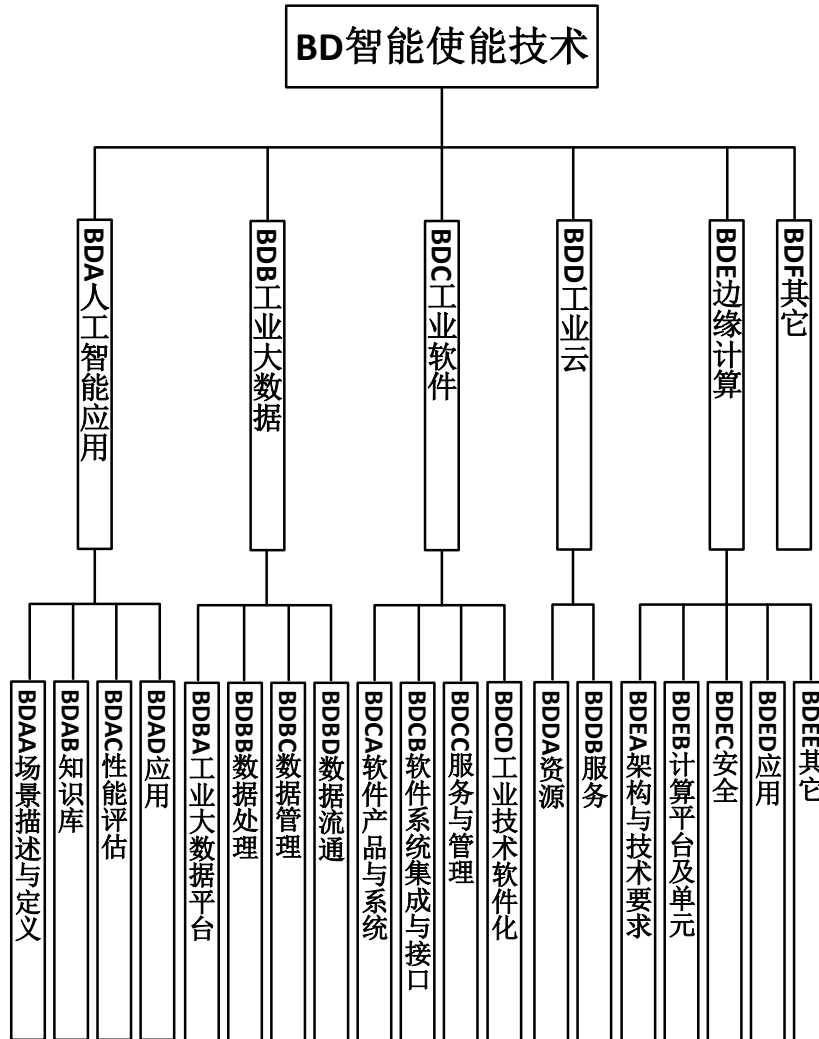 BD智能使能技术
BDA人工智能应用
BDB工业大数据
BDC工业软件
BDD工业云
BDE边缘计算
BDF其它
BDAA场景描述与定义
BDAB知识库
BDAC性能评估
BDAD应用
BDBA工业大数据平台
BDBB数据处理
BDBC数据管理
BDBD数据流通
BDCA软件产品与系统
BDCB软件系统集成与接口
BDCC服务与管理
BDCD工业技术软件化
BDDA资源
BDDB服务
BDEA架构与技术要求
BDEB计算平台及单元
BDEC安全
BDED应用
BDEE其它